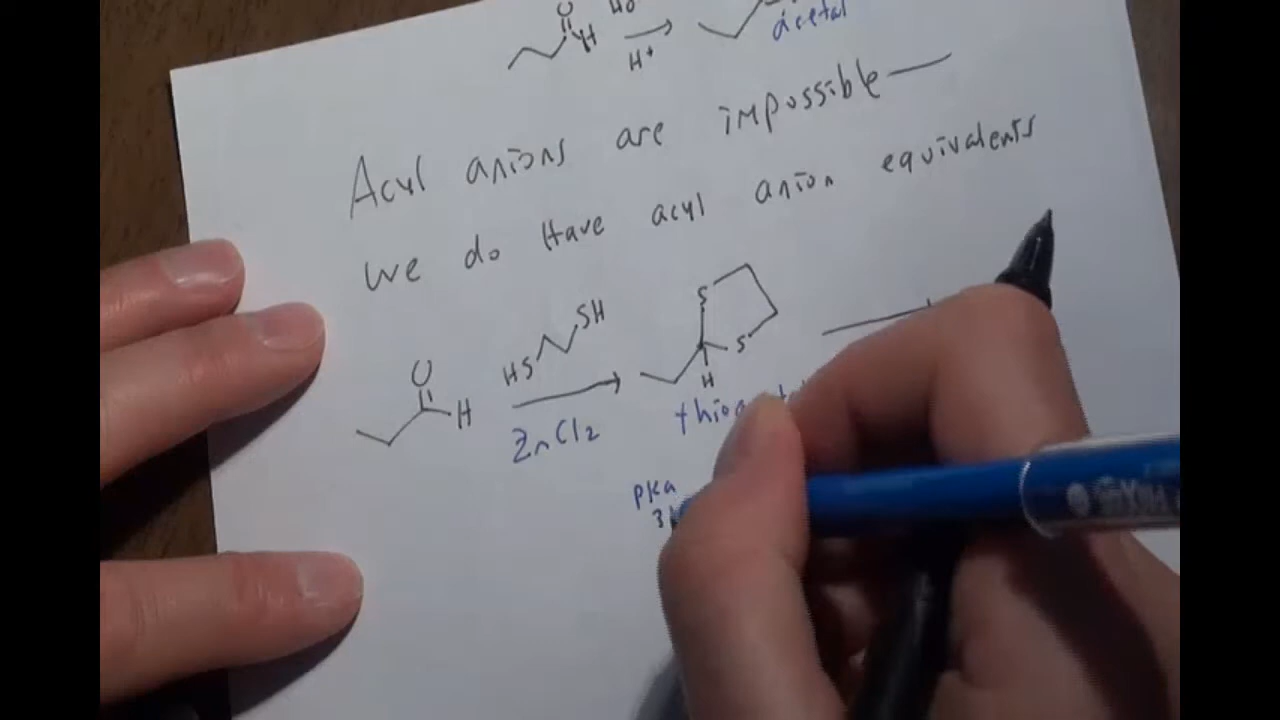 O
H
H+
acetal
Acyl anions are impossible—
we do have acyl anion equivalents
O
H
HS SH
ZnCl2
S
S
H
pKa